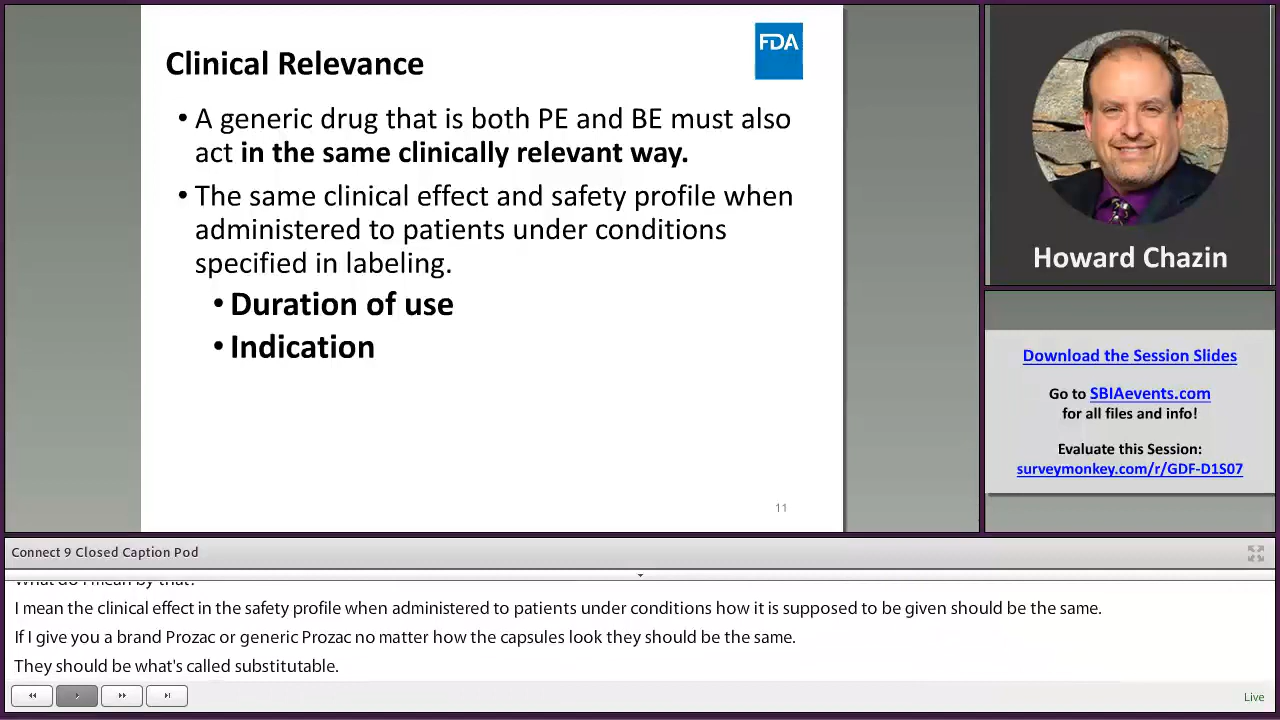 Clinical Relevance
FDA
• A generic drug that is both PE and BE must also
act in the same clinically relevant way.
• The same clinical effect and safety profile when
administered to patients under conditions
specified in labeling.
• Duration of use
• Indication
11
Howard Chazin
Download the Session Slides
Go to SBIAevents.com
for all files and info!
Evaluate this Session:
surveymonkey.com/r/GDF-D1S07
Connect 9 Closed Caption Pod
What do I mean by that?
I mean the clinical effect in the safety profile when administered to patients under conditions how it is supposed to be given should be the same.
If I give you a brand Prozac or generic Prozac no matter how the capsules look they should be the same.
They should be what's called substitutable.
Live